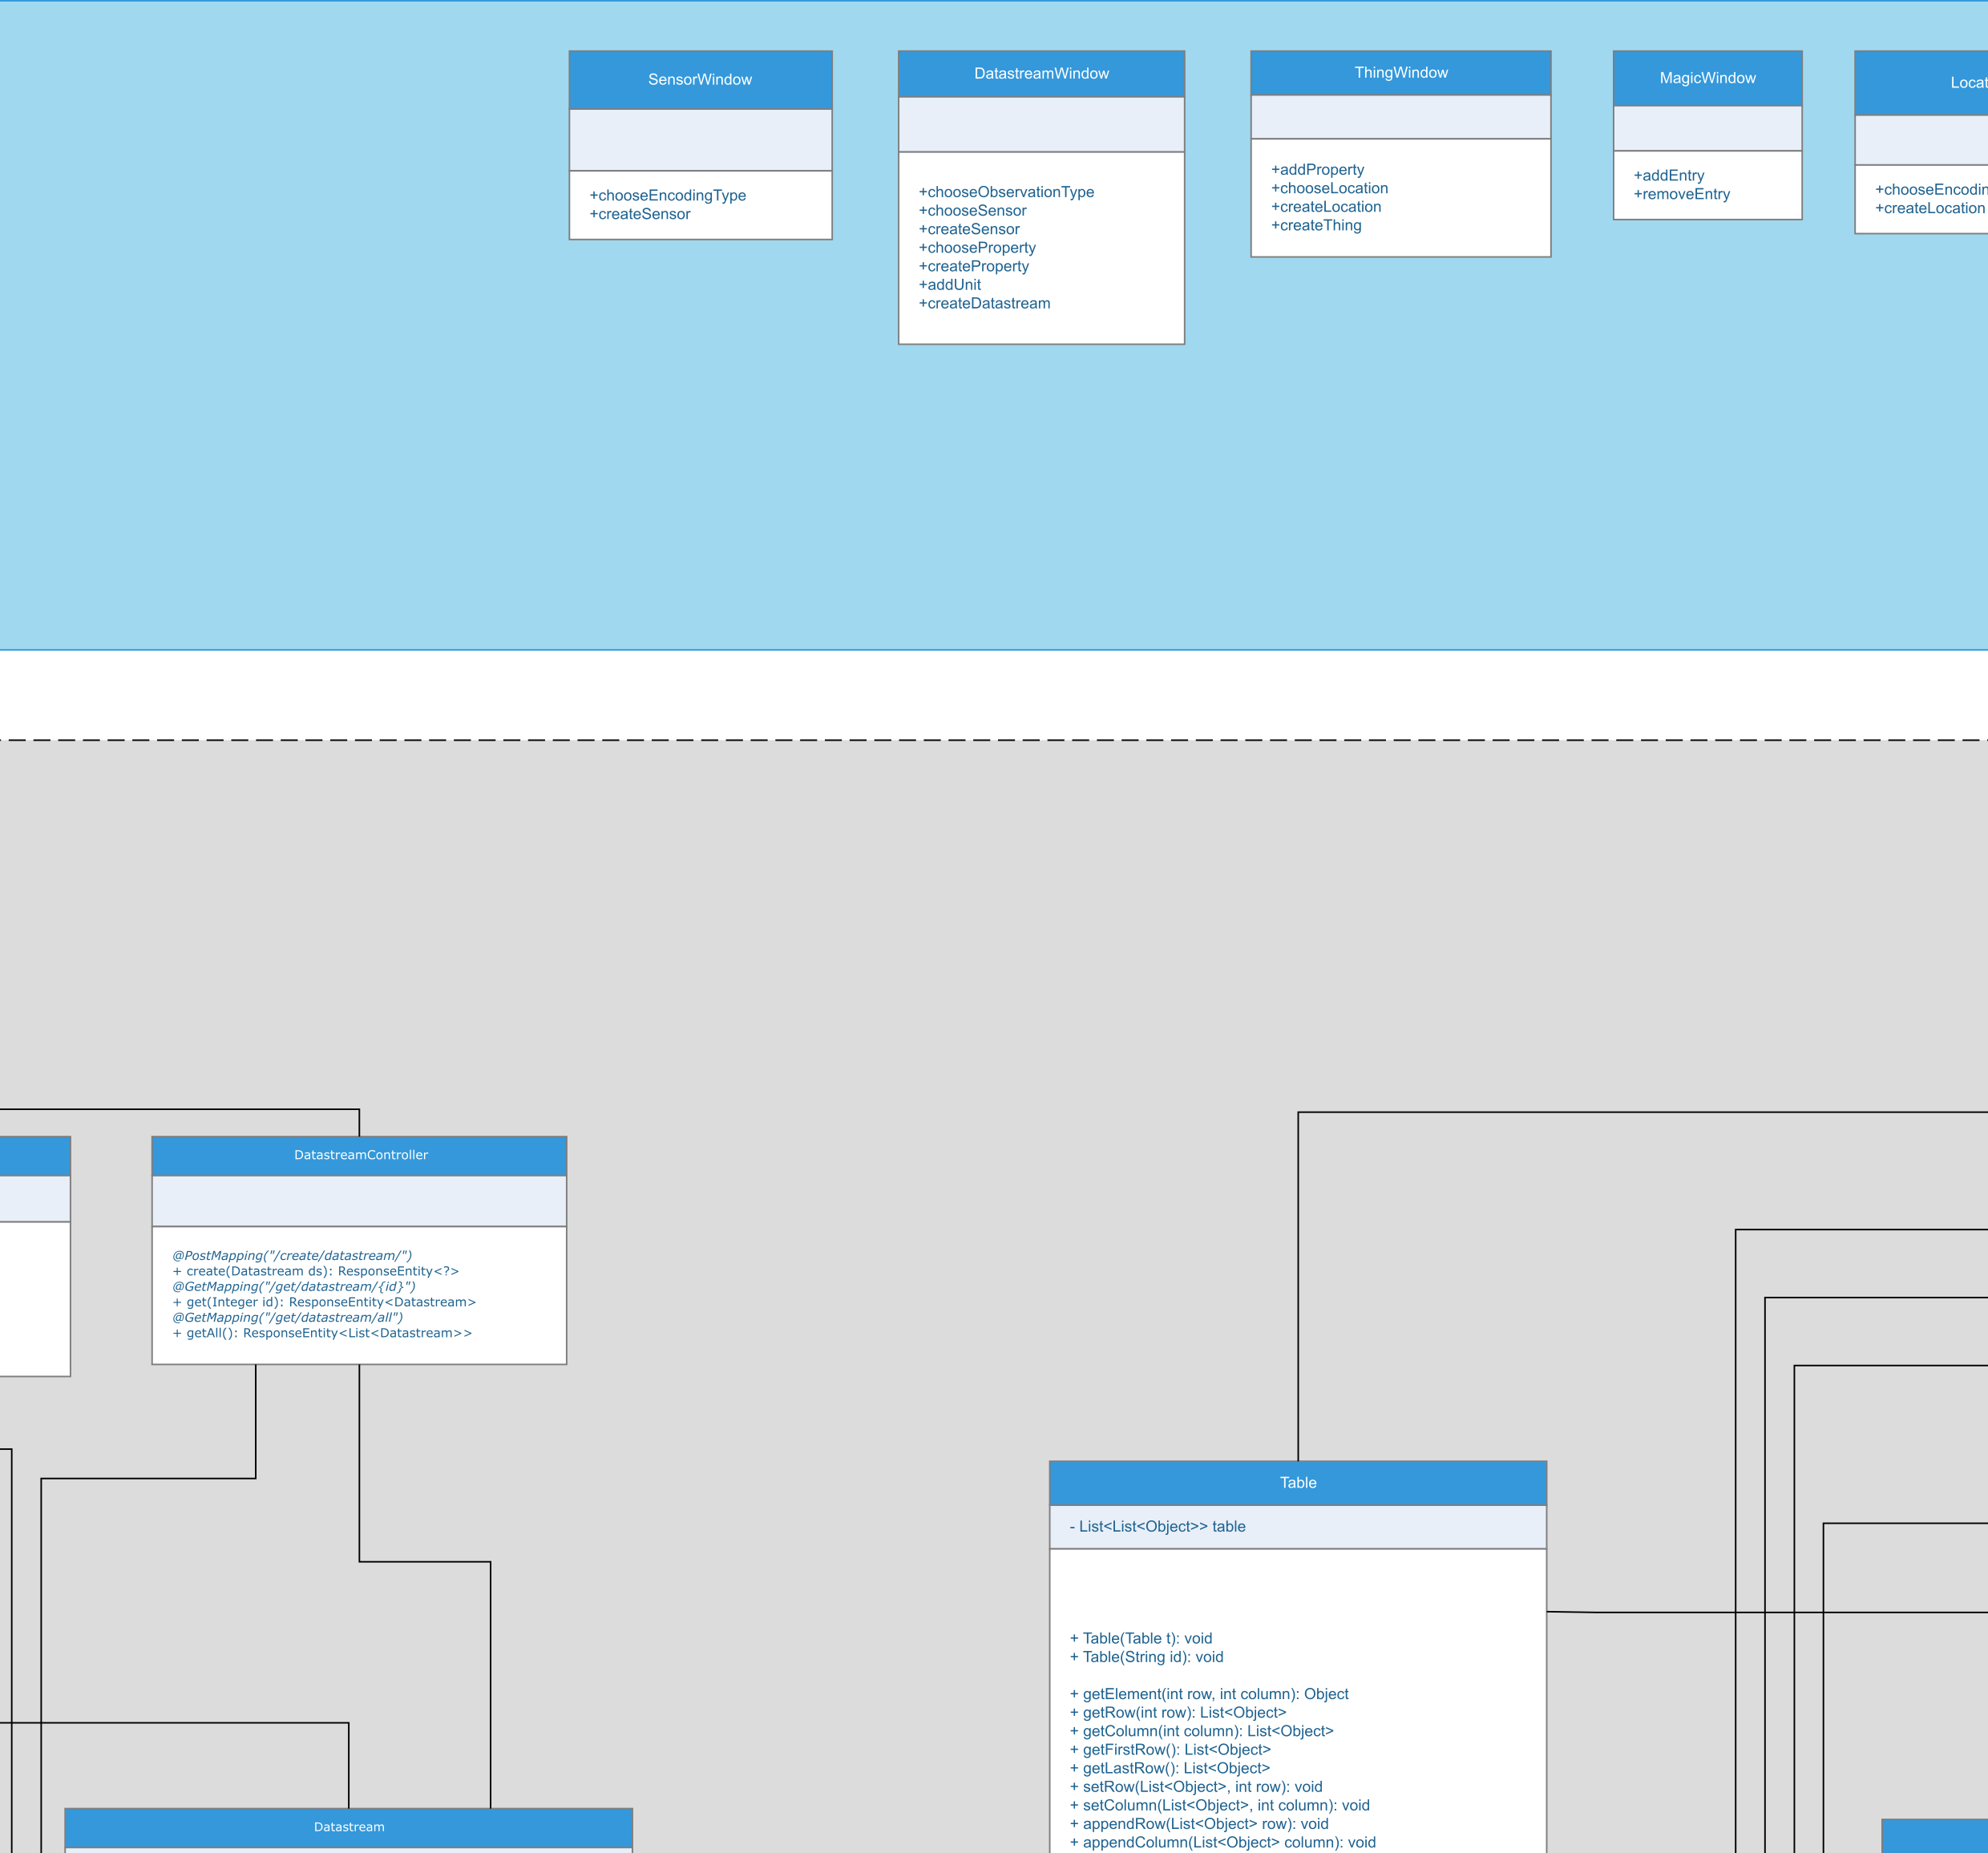 SensorWindow
+chooseEncodingType
+createSensor
DatastreamWindow
+chooseObservationType
+chooseSensor
+createSensor
+chooseProperty
+createProperty
+addUnit
+createDatastream
ThingWindow
+addProperty
+chooseLocation
+createLocation
+createThing
MagicWindow
+addEntry
+removeEntry
+createLocation
DatastreamController
@PostMapping("/create/datastream/")
+ create(Datastream ds): ResponseEntity<?>
@GetMapping("/get/datastream/{id}")
+ get(Integer id): ResponseEntity<Datastream>
@GetMapping("/get/datastream/all")
+ getAll(): ResponseEntity<List<Datastream>>
Table
- List<List<Object>> table
+ Table(Table t): void
+ Table(String id): void
+ getElement(int row, int column): Object
+ getRow(int row): List<Object>
+ getColumn(int column): List<Object>
+ getFirstRow(): List<Object>
+ getLastRow(): List<Object>
+ setRow(List<Object>, int row): void
+ setColumn(List<Object>, int column): void
+ appendRow(List<Object> row): void
+ appendColumn(List<Object> column): void
Datastream